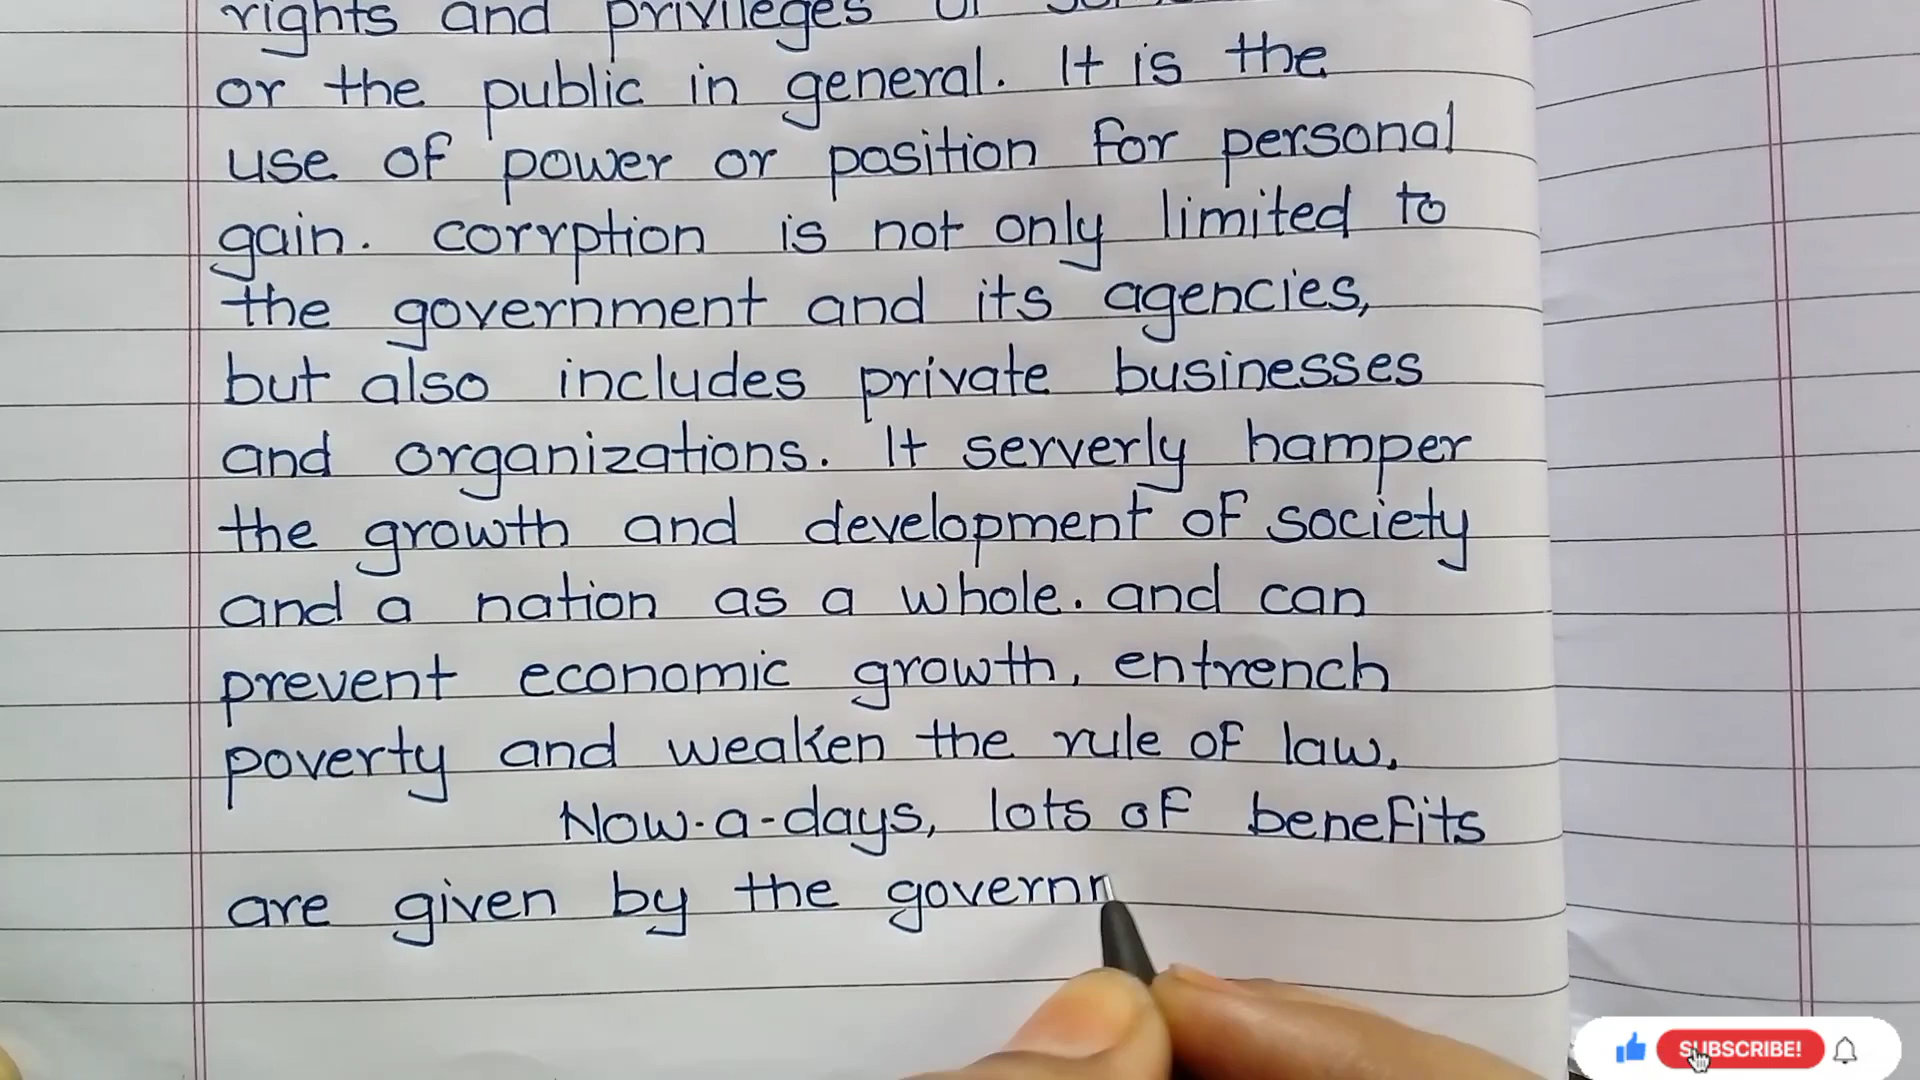 rights and privileges of
or the public in general. It is the
use of power or position for personal
gain. corryption is not only limited to
the government and its agencies,
but also includes private businesses
and organizations. It serverly hamper
the growth and development of society
and a nation as a whole. and can
prevent economic growth, entrench
poverty and weaken the rule of law.
Now-a-days, lots of benefits
are given by the governm
SUBSCRIBE!